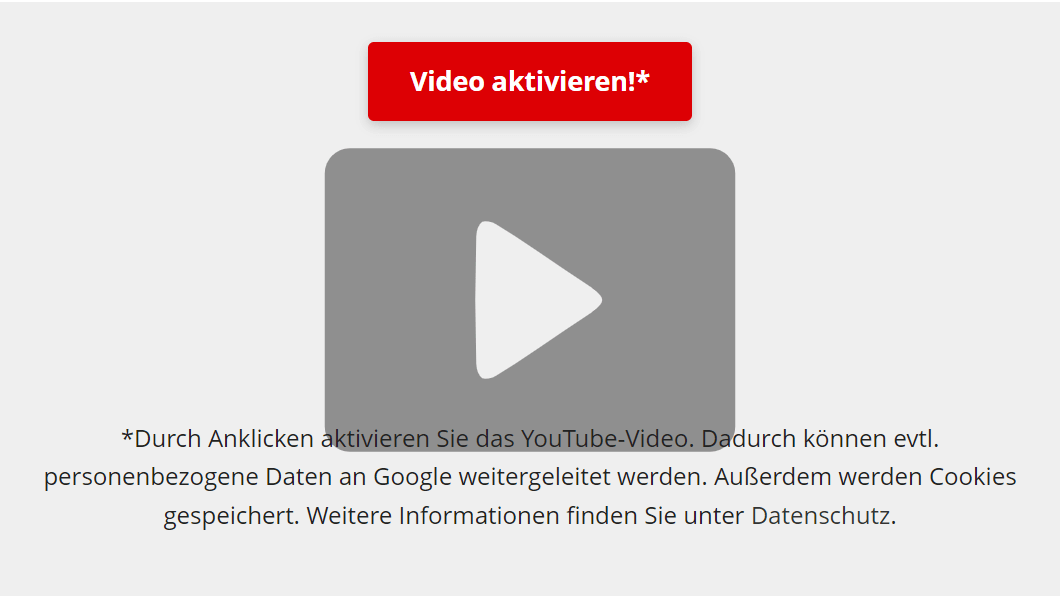 Video aktivieren!*
*Durch Anklicken aktivieren Sie das YouTube-Video. Dadurch können evtl.
personenbezogene Daten an Google weitergeleitet werden. Außerdem werden Cookies
gespeichert. Weitere Informationen finden Sie unter Datenschutz.